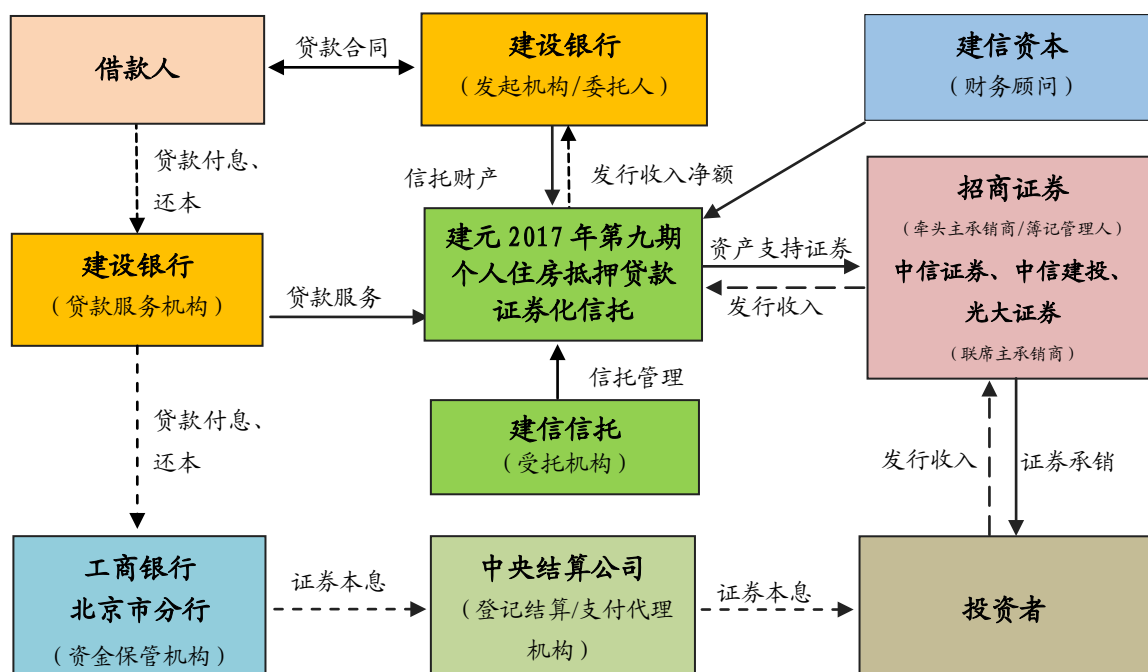 借款人
贷款合同
建设银行
（发起机构/委托人）
建信资本
（财务顾问）
贷款付息、
还本
信托财产
发行收入净额
建设银行
（贷款服务机构）
贷款服务
建元 2017 年第九期
个人住房抵押贷款
证券化信托
资产支持证券
发行收入
招商证券
（牵头主承销商/簿记管理人）
中信证券、中信建投、
光大证券
（联席主承销商）
信托管理
建信信托
（受托机构）
贷款付息、
还本
发行收入
证券承销
工商银行
北京市分行
（资金保管机构）
证券本息
中央结算公司
（登记结算/支付代理
机构）
证券本息
投资者